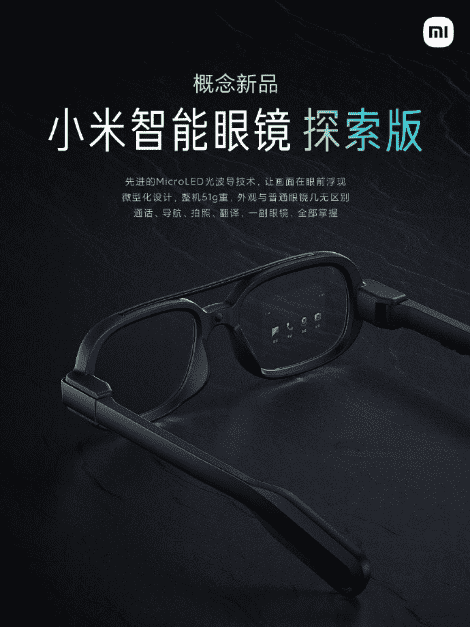 mi
概念新品
小米智能眼镜 探索版
先进的MicroLED光波导技术，让画面在眼前浮现
微型化设计，整机51g重，外观与普通眼镜几无区别
通话、导航、拍照、翻译，一副眼镜，全部掌握